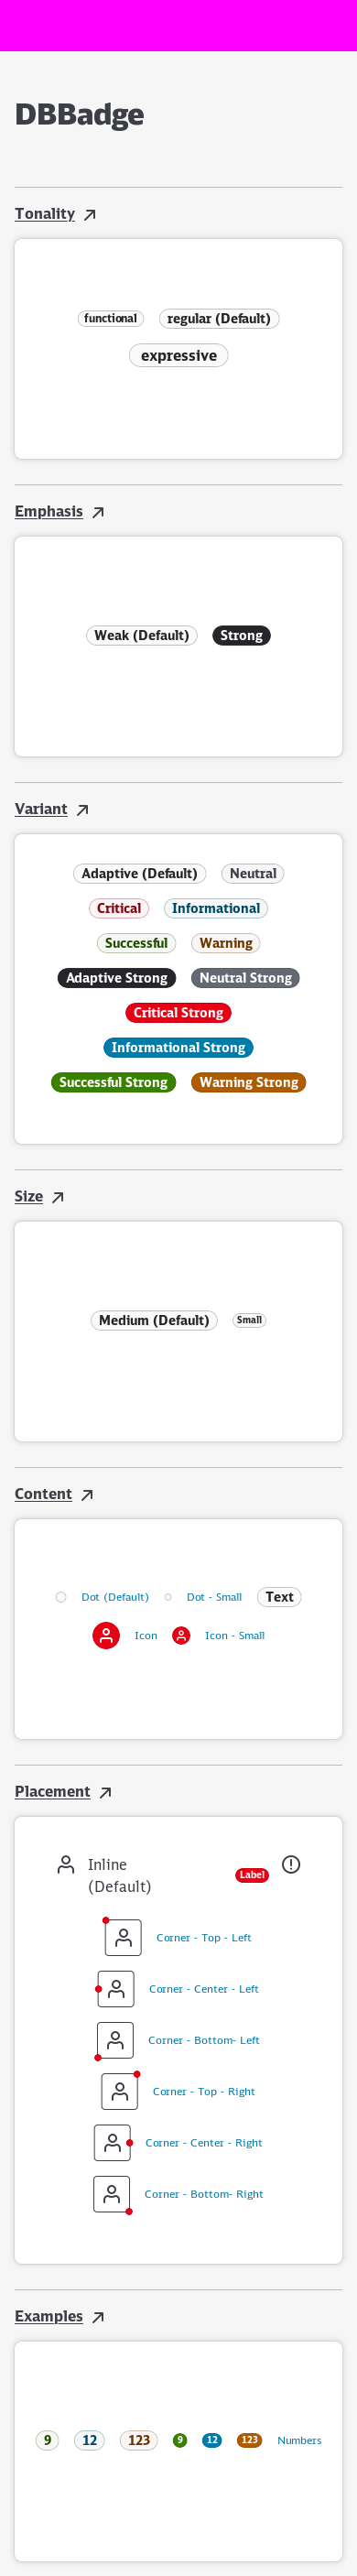 DBBadge
Tonality
functional regular (Default)
expressive
Emphasis
Weak (Default) Strong
Variant
Adaptive (Default) Neutral
Critical Informational
Successful Warning
Adaptive Strong Neutral Strong
Critical Strong
Informational Strong
Successful Strong Warning Strong
Size
Medium (Default) Small
Content
Dot (Default) Dot - Small Text
Icon Icon - Small
Placement
Inline
(Default) Label
Corner - Top - Left
Corner - Center - Left
Corner - Bottom- Left
Corner - Top - Right
Corner - Center - Right
Corner - Bottom- Right
Examples
9 12 123 9 12 123 Numbers